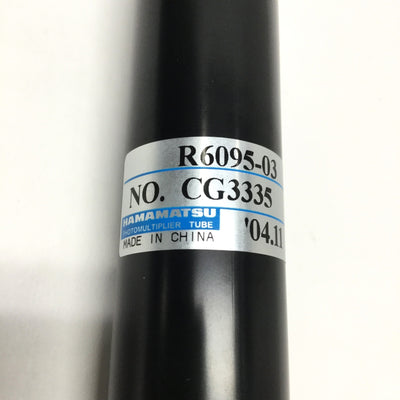 R6095-03
NO. CG3335
HAMAMATSU
PHOTOMULTIPLIER TUBE
MADE IN CHINA
'04.11